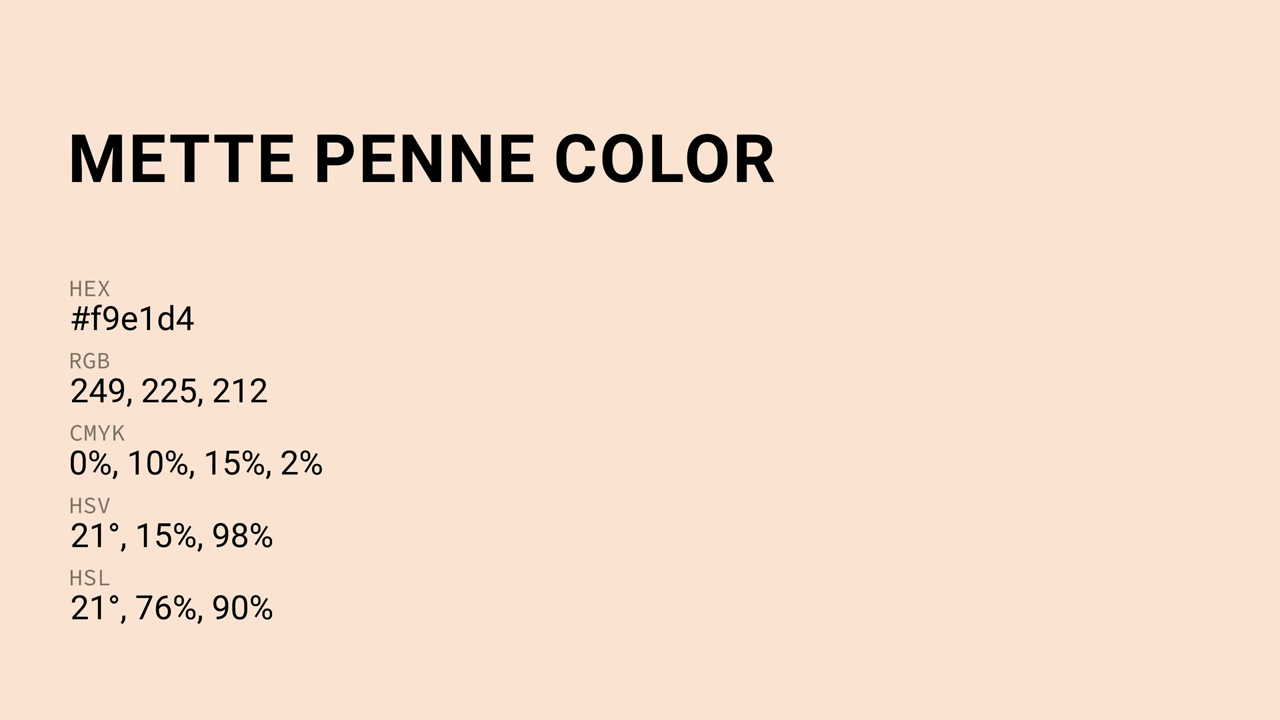 METTE PENNE COLOR
HEX
#f9e1d4
RGB
249, 225, 212
CMYK
0%, 10%, 15%, 2%
HSV
21°, 15%, 98%
HSL
21°, 76%, 90%